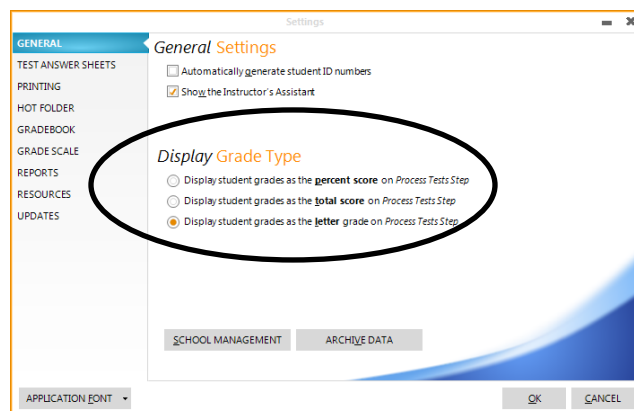 Settings
GENERAL
TEST ANSWER SHEETS
PRINTING
HOT FOLDER
GRADEBOOK
GRADE SCALE
REPORTS
RESOURCES
UPDATES
General Settings
Automatically generate student ID numbers
Show the Instructor's Assistant
Display Grade Type
Display student grades as the percent score on Process Tests Step
Display student grades as the total score on Process Tests Step
Display student grades as the letter grade on Process Tests Step
SCHOOL MANAGEMENT
ARCHIVE DATA
APPLICATION FONT
OK
CANCEL